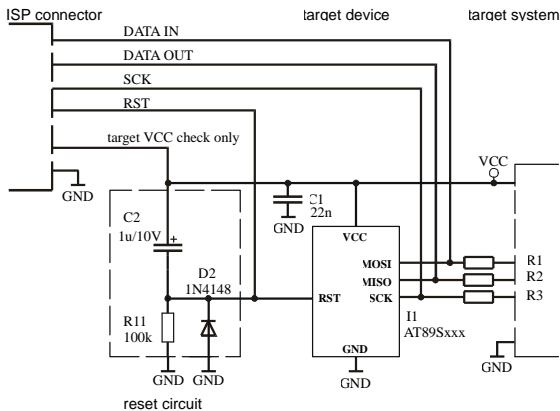 ISP connector
target device
target system
DATA IN
DATA OUT
SCK
RST
target VCC check only
GND
VCC
C1
22n
GND
C2
+
1u/10V
VCC
MOSI
MISO
SCK
R1
R2
R3
D2
1N4148
RST
R11
100k
I1
AT89Sxxx
GND
GND
GND
GND
GND
reset circuit